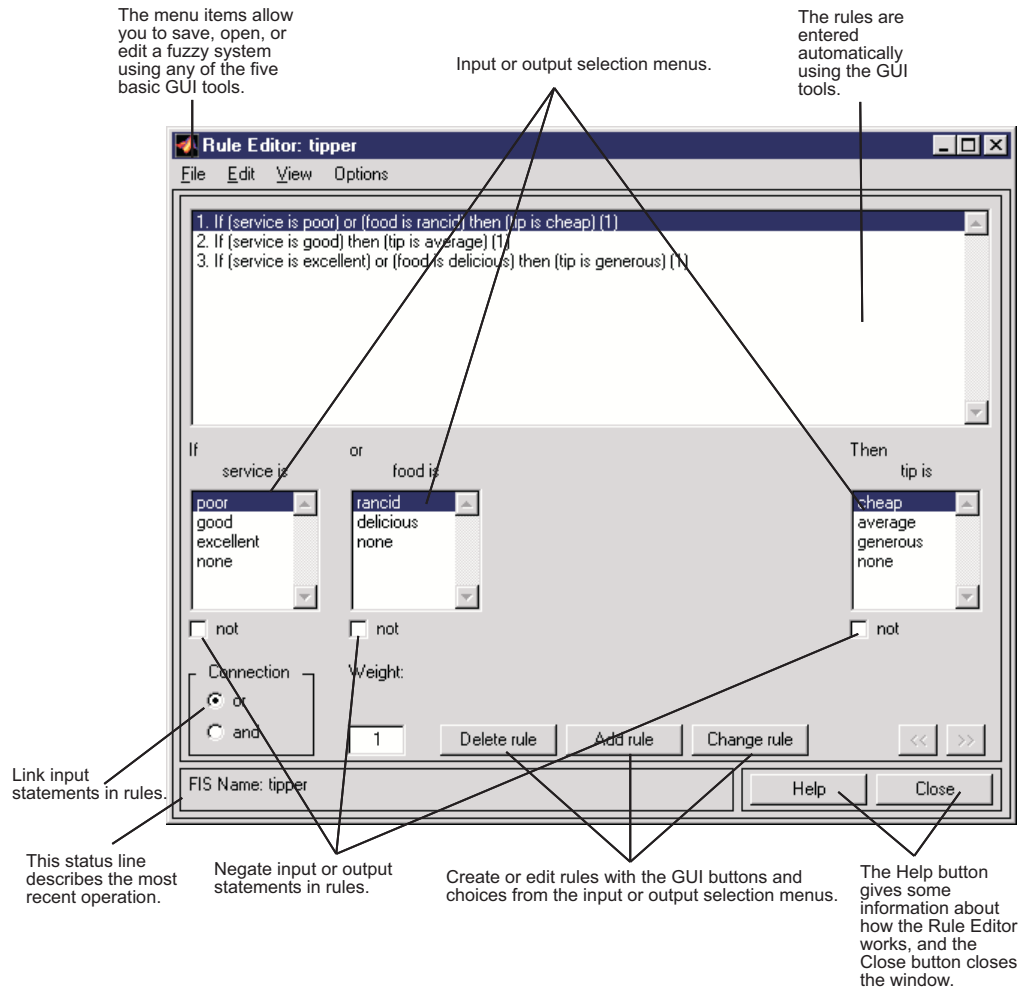 The menu items allow
you to save, open, or
edit a fuzzy system
using any of the five
basic GUI tools.
Input or output selection menus.
The rules are
entered
automatically
using the GUI
tools.
Rule Editor: tipper
File Edit View Options
1. If (service is poor) or (food is rancid) then (tip is cheap) (1)
2. If (service is good) then (tip is average) (1)
3. If (service is excellent) or (food is delicious) then (tip is generous) (1)
If
service is
poor
good
excellent
none
not
or
food is
rancid
delicious
none
not
Then
tip is
cheap
average
generous
none
not
Connection
or
and
Weight:
1
Delete rule
Add rule
Change rule
<<
>>
FIS Name: tipper
Help
Close
Link input
statements in rules.
This status line
describes the most
recent operation.
Negate input or output
statements in rules.
Create or edit rules with the GUI buttons and
choices from the input or output selection menus.
The Help button
gives some
information about
how the Rule Editor
works, and the
Close button closes
the window.